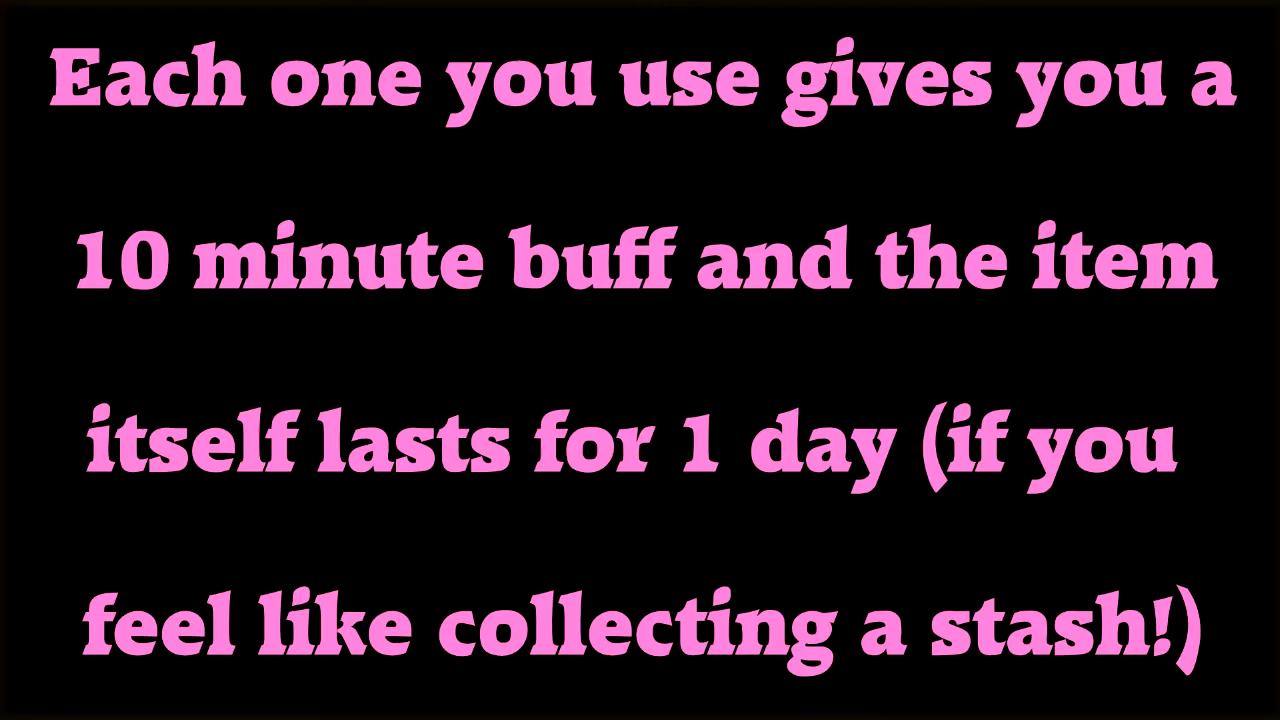 Each one you use gives you a
10 minute buff and the item
itself lasts for 1 day (if you
feel like collecting a stash!)